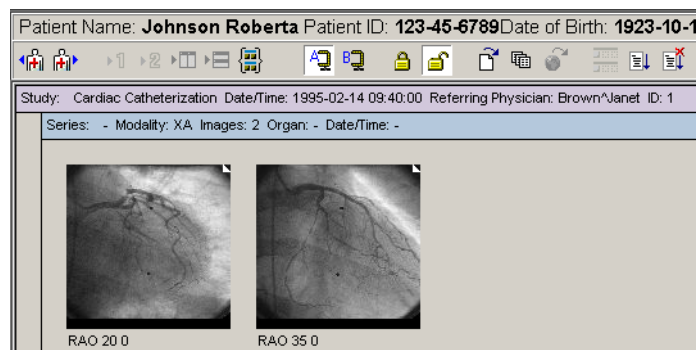 Patient Name: Johnson Roberta Patient ID: 123-45-6789Date of Birth: 1923-10-1
1 2 A B
Study: Cardiac Catheterization Date/Time: 1995-02-14 09:40:00 Referring Physician: Brown^Janet ID: 1
Series: - Modality: XA Images: 2 Organ: - Date/Time: -
RAO 20 0 RAO 35 0